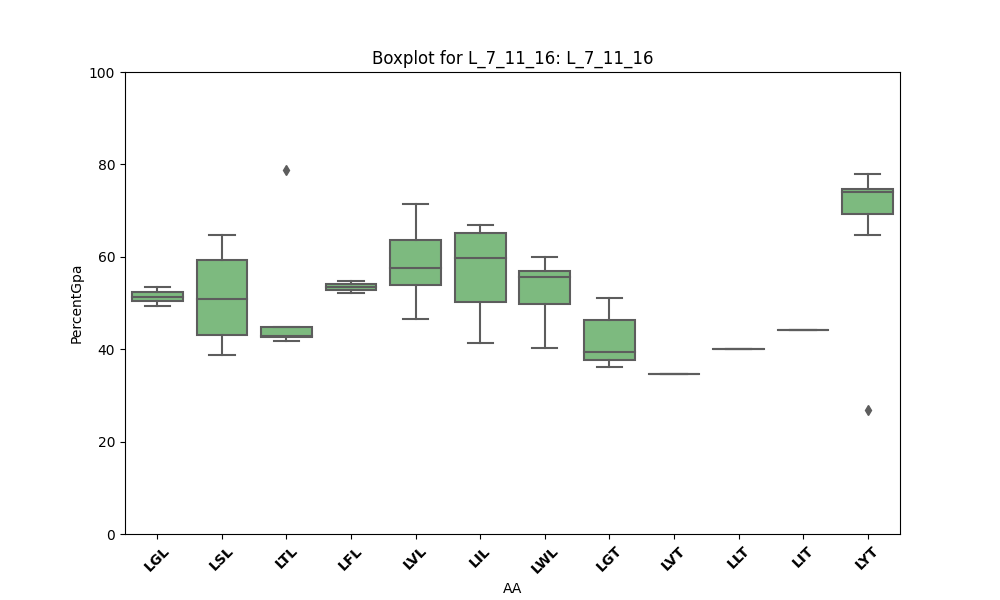 Boxplot for L_7_11_16: L_7_11_16
100
80
60
40
20
0
PercentGpa
LGL
LSL
LTL
LFL
LVL
LIL
LWL
LGT
LVT
LLT
LIT
LYT
AA